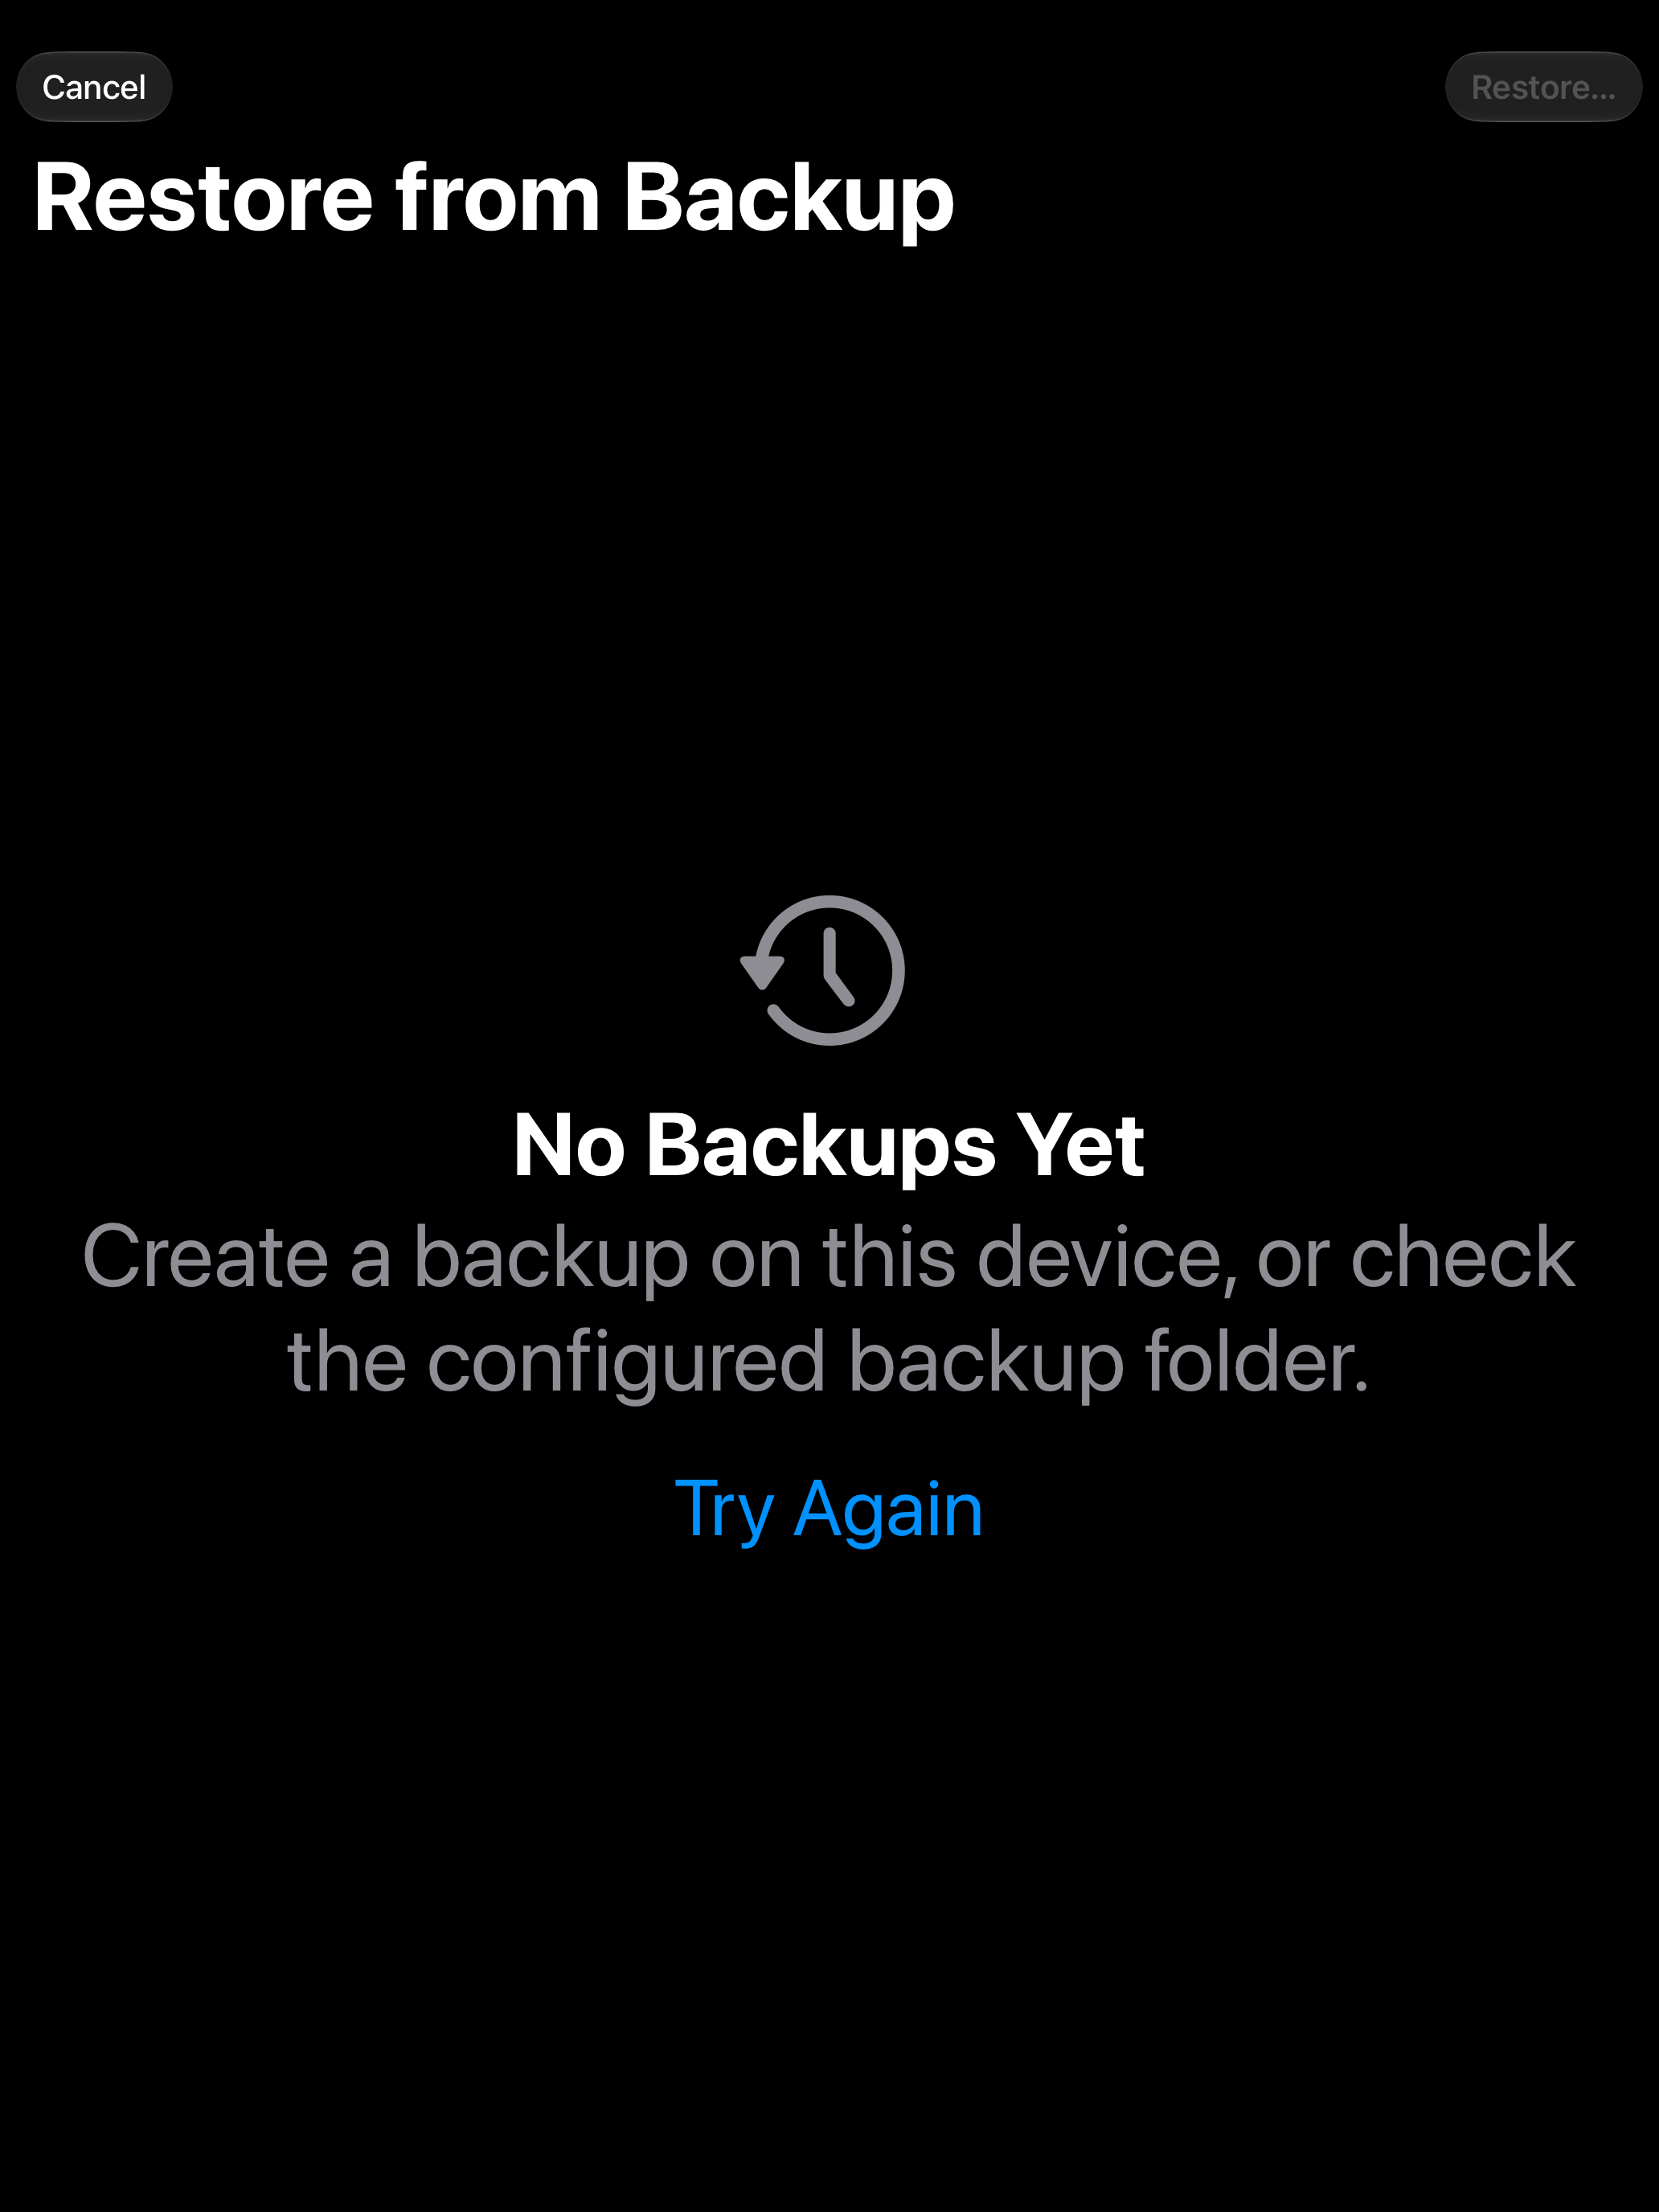 Cancel
Restore...
Restore from Backup
No Backups Yet
Create a backup on this device, or check
the configured backup folder.
Try Again